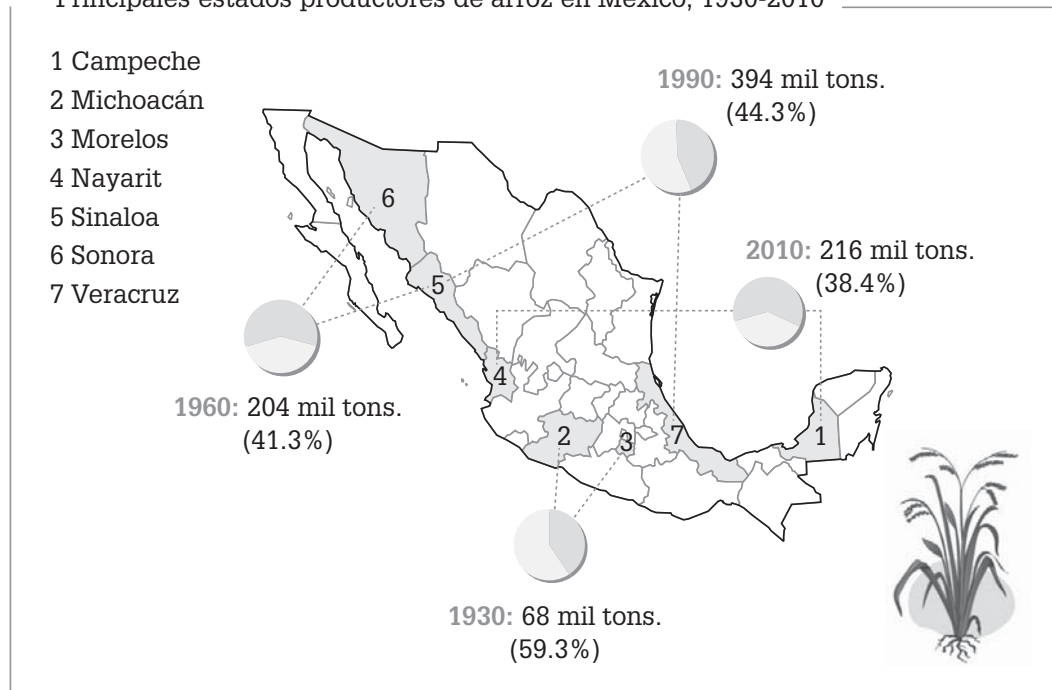 Principales estados productores de arroz en México, 1930-2010
1 Campeche
2 Michoacán
3 Morelos
4 Nayarit
5 Sinaloa
6 Sonora
7 Veracruz
1990: 394 mil tons.
(44.3%)
6
2010: 216 mil tons.
(38.4%)
5
4
1960: 204 mil tons.
(41.3%)
2
3
7
1
1930: 68 mil tons.
(59.3%)